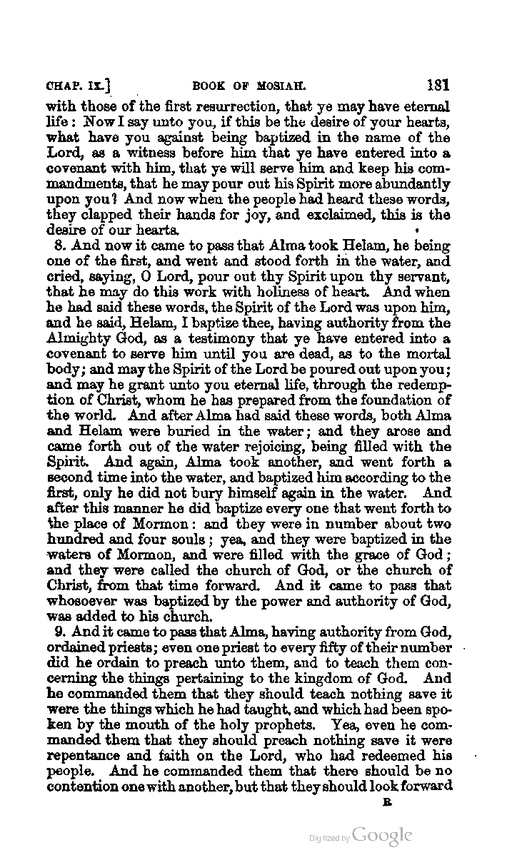 CHAP. IX.] BOOK OF MOSIAH. 181
with those of the first resurrection, that ye may have eternal
life: Now I say unto you, if this be the desire of your hearts,
what have you against being baptized in the name of the
Lord, as a witness before him that ye have entered into a
covenant with him, that ye will serve him and keep his com-
mandments, that he may pour out his Spirit more abundantly
upon you? And now when the people had heard these words,
they clapped their hands for joy, and exclaimed, this is the
desire of our hearts.
8. And now it came to pass that Alma took Helam, he being
one of the first, and went and stood forth in the water, and
cried, saying, O Lord, pour out thy Spirit upon thy servant,
that he may do this work with holiness of heart. And when
he had said these words, the Spirit of the Lord was upon him,
and he said, Helam, I baptize thee, having authority from the
Almighty God, as a testimony that ye have entered into a
covenant to serve him until you are dead, as to the mortal
body; and may the Spirit of the Lord be poured out upon you;
and may he grant unto you eternal life, through the redemp-
tion of Christ, whom he has prepared from the foundation of
the world. And after Alma had said these words, both Alma
and Helam were buried in the water; and they arose and
came forth out of the water rejoicing, being filled with the
Spirit. And again, Alma took another, and went forth a
second time into the water, and baptized him according to the
first, only he did not bury himself again in the water. And
after this manner he did baptize every one that went forth to
the place of Mormon: and they were in number about two
hundred and four souls; yea, and they were baptized in the
waters of Mormon, and were filled with the grace of God;
and they were called the church of God, or the church of
Christ, from that time forward. And it came to pass that
whosoever was baptized by the power and authority of God,
was added to his church.
9. And it came to pass that Alma, having authority from God,
ordained priests; even one priest to every fifty of their number
did he ordain to preach unto them, and to teach them con-
cerning the things pertaining to the kingdom of God. And
he commanded them that they should teach nothing save it
were the things which he had taught, and which had been spo-
ken by the mouth of the holy prophets. Yea, even he com-
manded them that they should preach nothing save it were
repentance and faith on the Lord, who had redeemed his
people. And he commanded them that there should be no
contention one with another, but that they should look forward
R
Digitized by Google